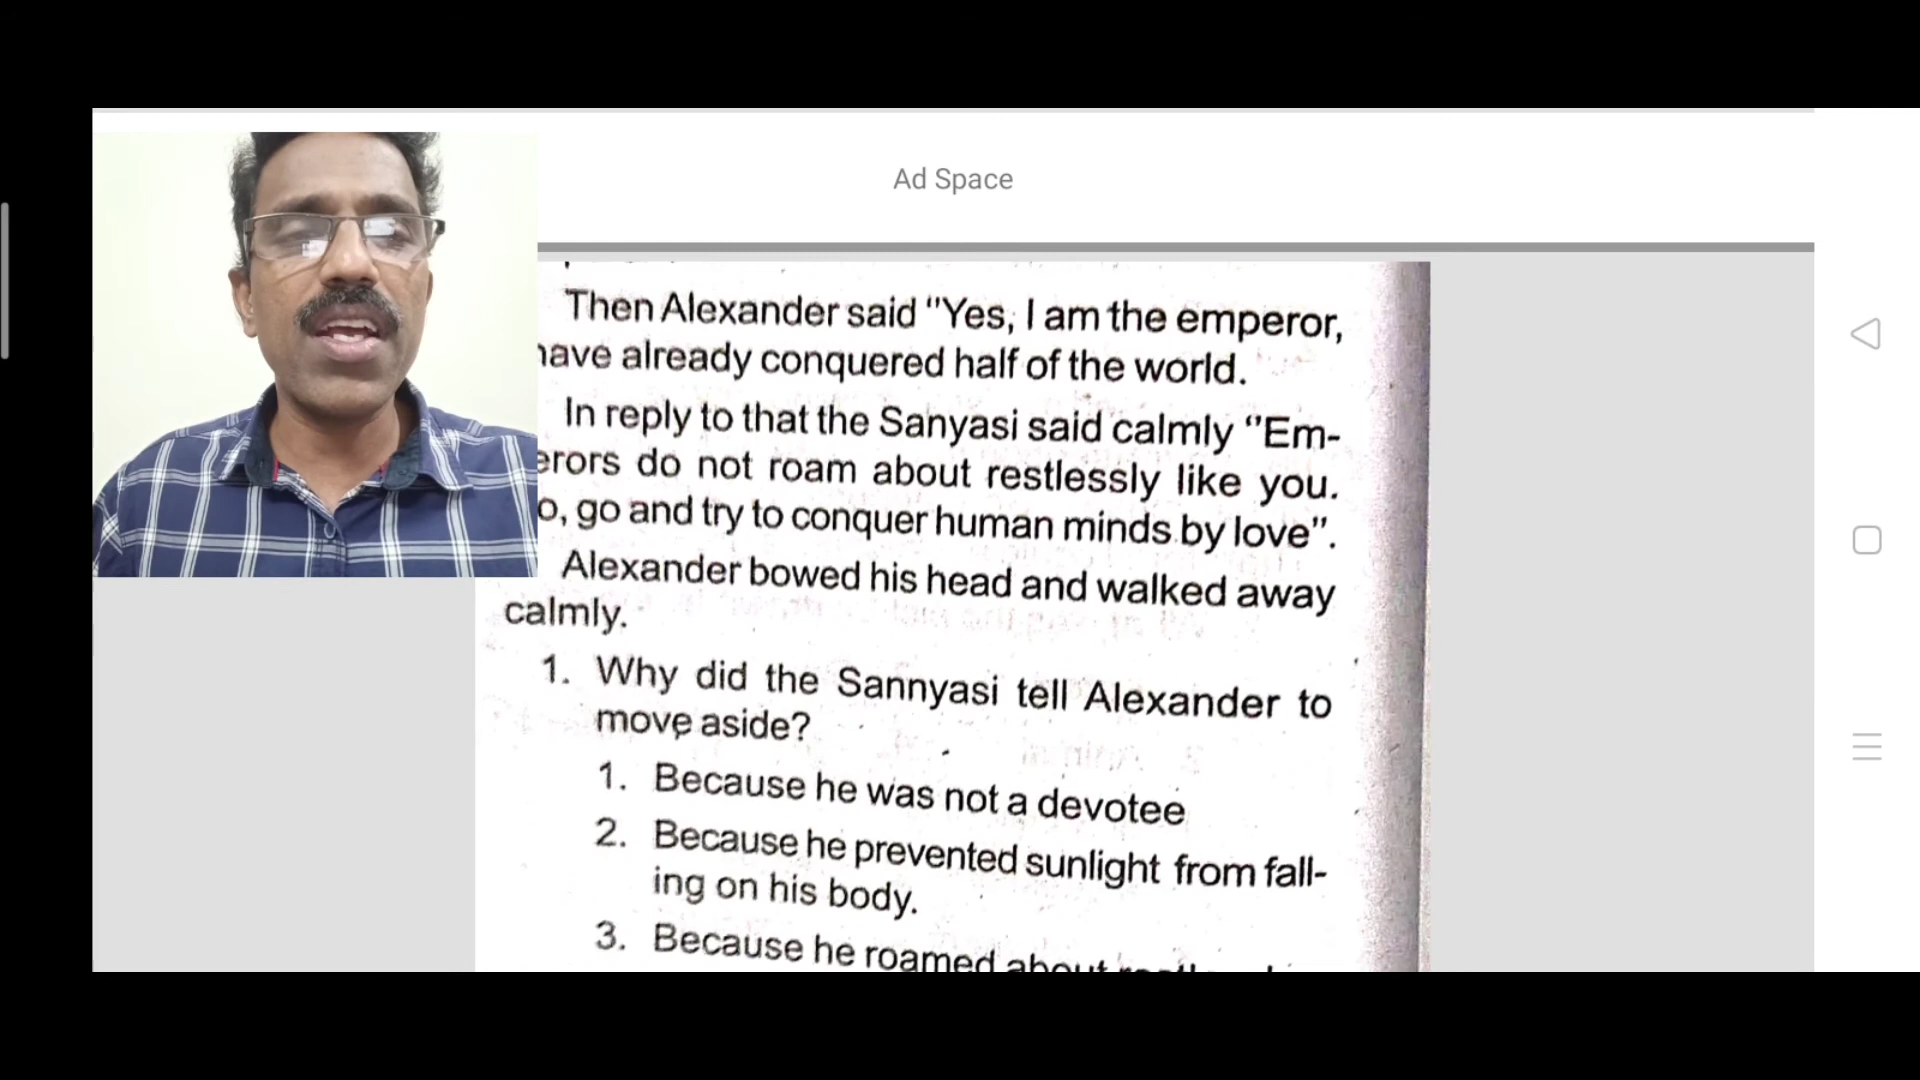 Ad Space
Then Alexander said "Yes, I am the emperor,
have already conquered half of the world.
In reply to that the Sanyasi said calmly "Em-
erors do not roam about restlessly like you.
o, go and try to conquer human minds by love".
Alexander bowed his head and walked away
calmly.
1. Why did the Sannyasi tell Alexander to
move aside?
1. Because he was not a devotee
2. Because he prevented sunlight from fall-
ing on his body.
3. Because he roamed about